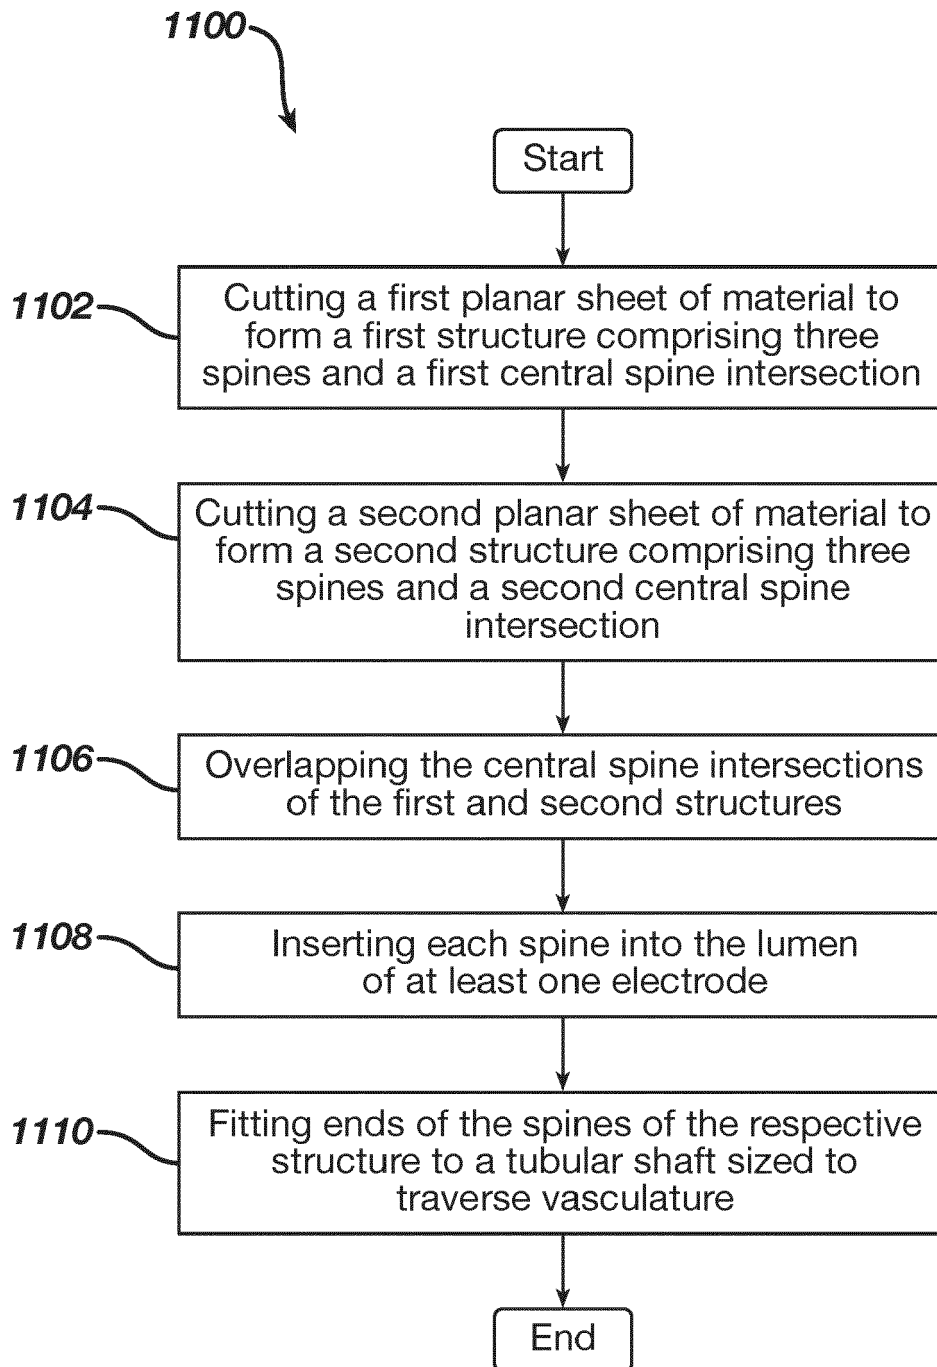 1100
Start
1102
Cutting a first planar sheet of material to
form a first structure comprising three
spines and a first central spine intersection
1104
Cutting a second planar sheet of material to
form a second structure comprising three
spines and a second central spine
intersection
1106
Overlapping the central spine intersections
of the first and second structures
1108
Inserting each spine into the lumen
of at least one electrode
1110
Fitting ends of the spines of the respective
structure to a tubular shaft sized to
traverse vasculature
End